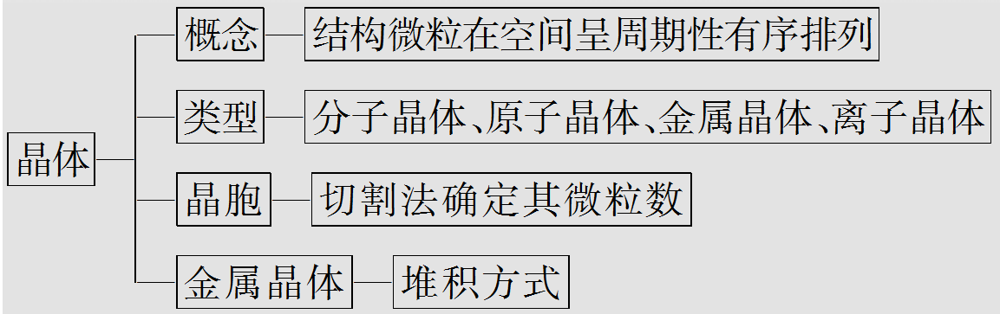 概念 结构微粒在空间呈周期性有序排列
类型 分子晶体、原子晶体、金属晶体、离子晶体
晶体
晶胞 切割法确定其微粒数
金属晶体 堆积方式